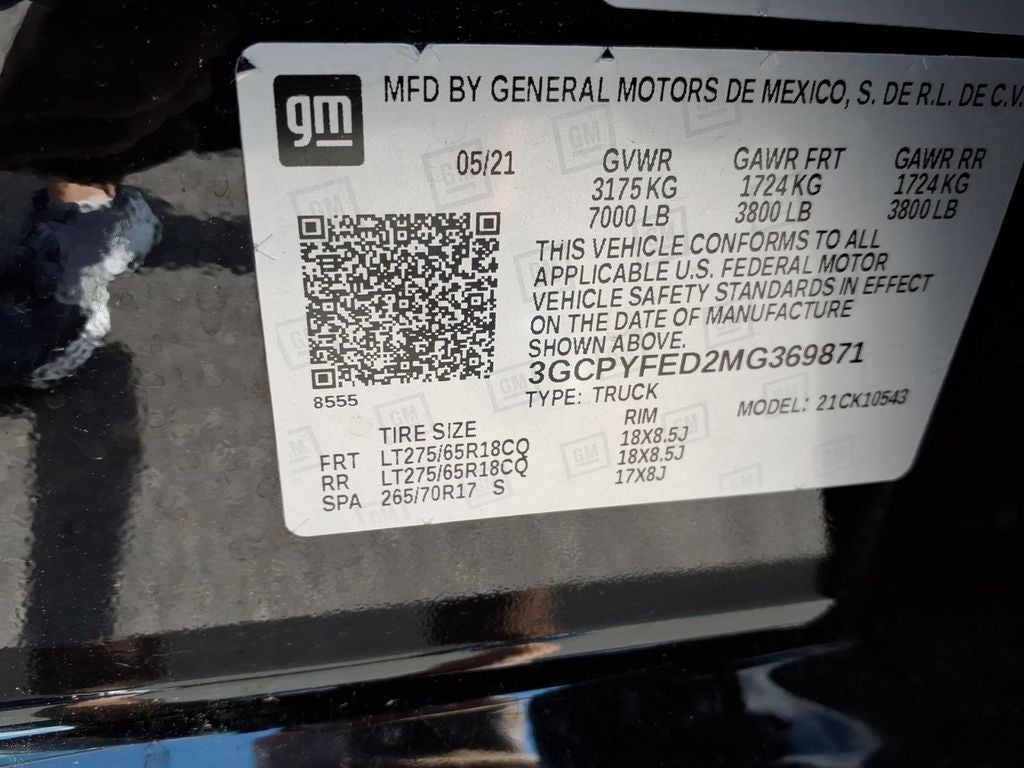 gm
MFD BY GENERAL MOTORS DE MEXICO, S. DE R.L. DE C.V.
05/21 GVWR GAWR FRT GAWR RR
3175 KG 1724 KG 1724 KG
7000 LB 3800 LB 3800 LB
THIS VEHICLE CONFORMS TO ALL
APPLICABLE U.S. FEDERAL MOTOR
VEHICLE SAFETY STANDARDS IN EFFECT
ON THE DATE OF MANUFACTURE
SHOWN ABOVE.
3GCPYFED2MG369871
8555
TYPE: TRUCK MODEL: 21CK10543
TIRE SIZE RIM
FRT LT275/65R18CQ 18X8.5J
RR LT275/65R18CQ 18X8.5J
SPA 265/70R17 S 17X8J